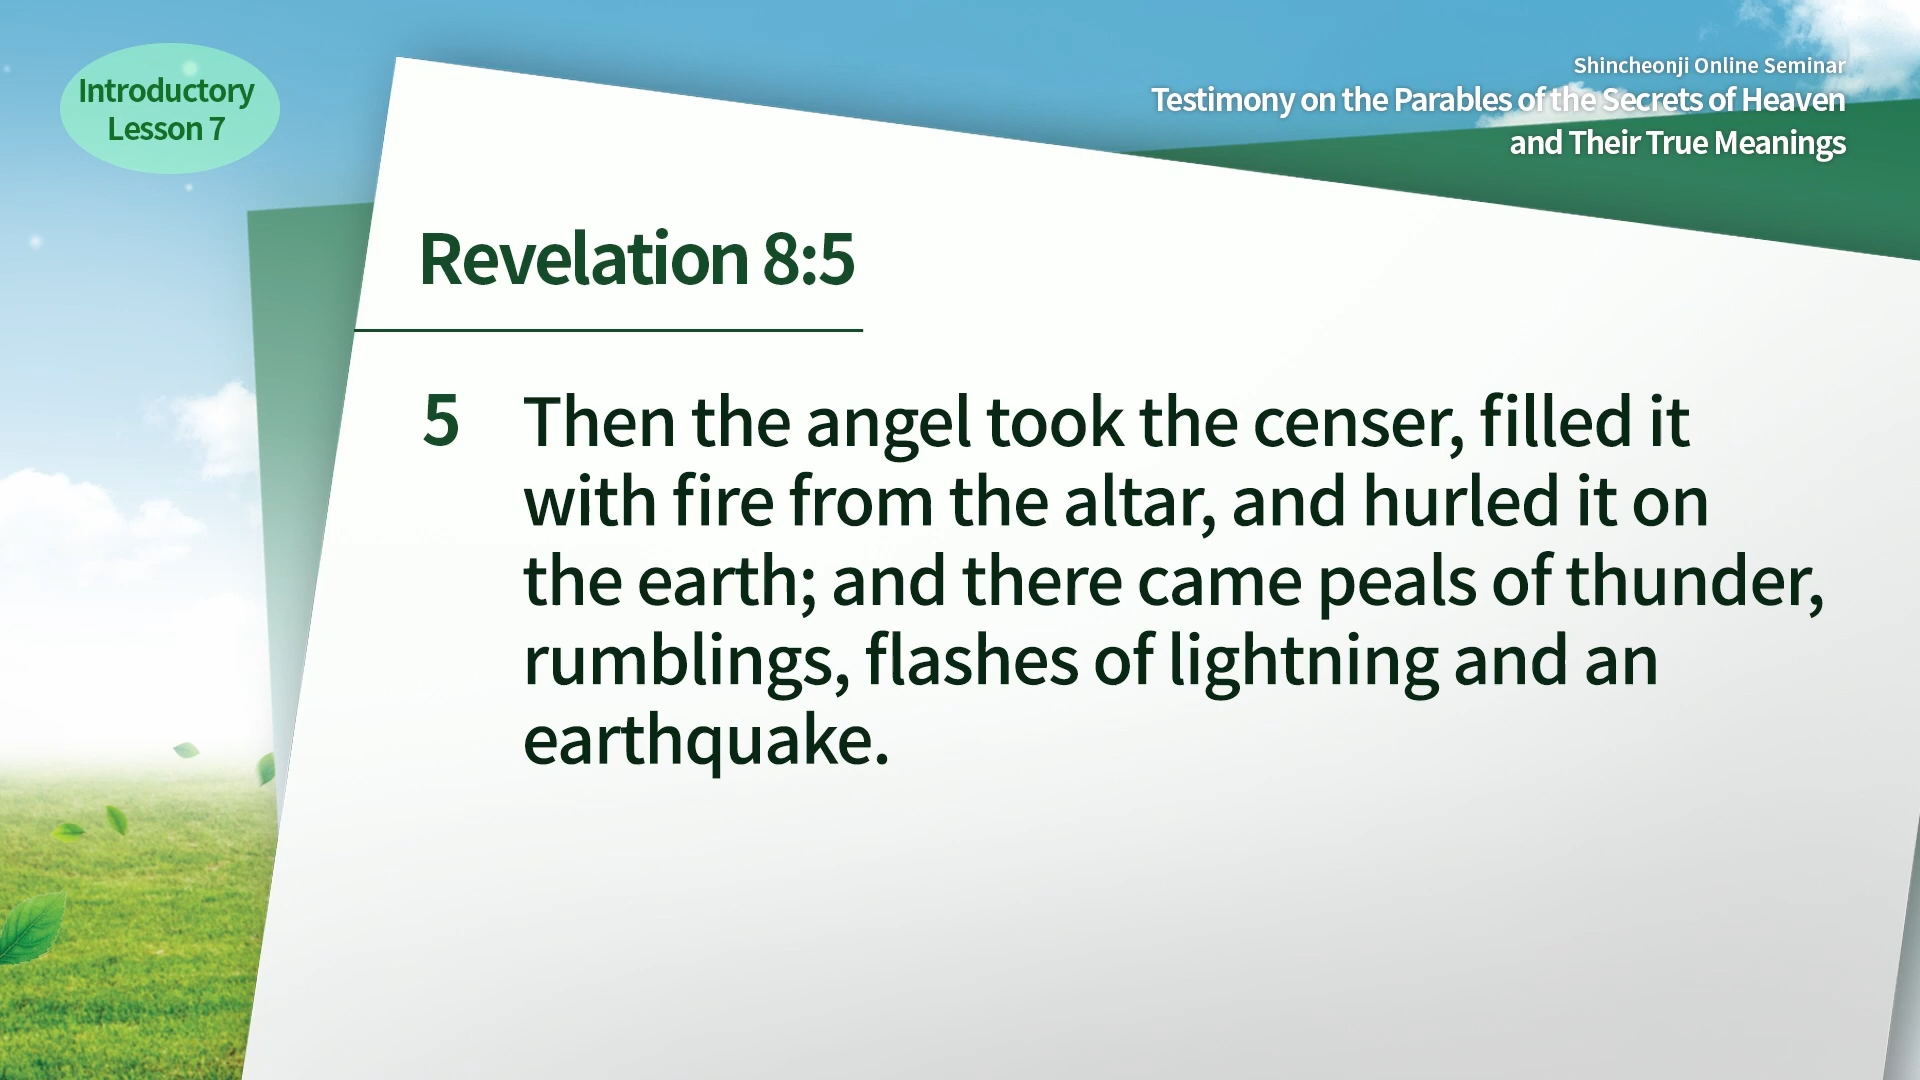 Introductory
Lesson 7
Shincheonji Online Seminar
Testimony on the Parables of the Secrets of Heaven
and Their True Meanings
Revelation 8:5
5 Then the angel took the censer, filled it
with fire from the altar, and hurled it on
the earth; and there came peals of thunder,
rumblings, flashes of lightning and an
earthquake.